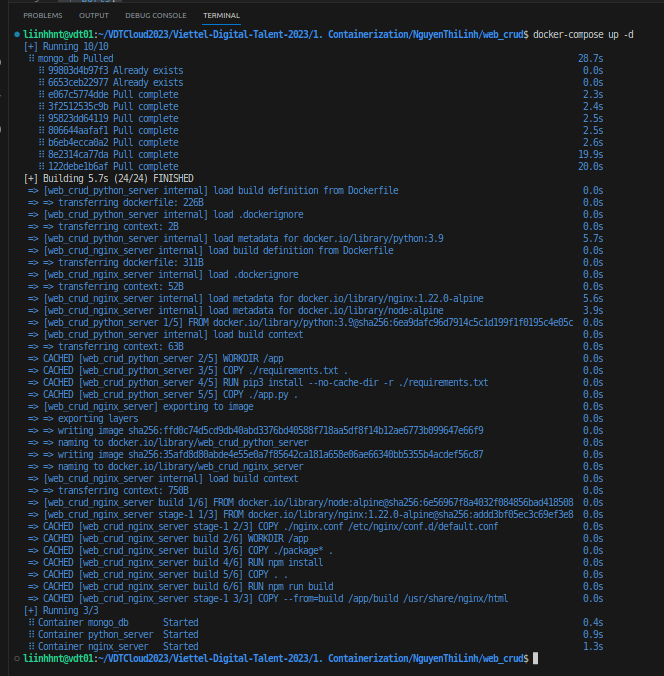 PROBLEMS OUTPUT DEBUG CONSOLE TERMINAL
liinhhnt@vdt01:~/VDTCloud2023/Viettel-Digital-Talent-2023/1. Containerization/NguyenThiLinh/web_crud$ docker-compose up -d
[+] Running 10/10
⠿ mongo_db Pulled 28.7s
⠿ 99803d4b97f3 Already exists 0.0s
⠿ 6653ceb22977 Already exists 0.0s
⠿ e067c5774dde Pull complete 2.3s
⠿ 3f2512535c9b Pull complete 2.4s
⠿ 95823dd64119 Pull complete 2.5s
⠿ 806644aafaf1 Pull complete 2.5s
⠿ b6eb4ecca0a2 Pull complete 2.6s
⠿ 8e2314ca77da Pull complete 19.9s
⠿ 122debe1b6af Pull complete 20.0s
[+] Building 5.7s (24/24) FINISHED
=> [web_crud_python_server internal] load build definition from Dockerfile 0.0s
=> => transferring dockerfile: 226B 0.0s
=> [web_crud_python_server internal] load .dockerignore 0.0s
=> => transferring context: 2B 0.0s
=> [web_crud_python_server internal] load metadata for docker.io/library/python:3.9 5.7s
=> [web_crud_nginx_server internal] load build definition from Dockerfile 0.0s
=> => transferring dockerfile: 311B 0.0s
=> [web_crud_nginx_server internal] load .dockerignore 0.0s
=> => transferring context: 52B 0.0s
=> [web_crud_nginx_server internal] load metadata for docker.io/library/nginx:1.22.0-alpine 5.6s
=> [web_crud_nginx_server internal] load metadata for docker.io/library/node:alpine 3.9s
=> [web_crud_python_server 1/5] FROM docker.io/library/python:3.9@sha256:6ea9dafc96d7914c5c1d199f1f0195c4e05c 0.0s
=> [web_crud_python_server internal] load build context 0.0s
=> => transferring context: 63B 0.0s
=> CACHED [web_crud_python_server 2/5] WORKDIR /app 0.0s
=> CACHED [web_crud_python_server 3/5] COPY ./requirements.txt . 0.0s
=> CACHED [web_crud_python_server 4/5] RUN pip3 install --no-cache-dir -r ./requirements.txt 0.0s
=> CACHED [web_crud_python_server 5/5] COPY ./app.py . 0.0s
=> [web_crud_nginx_server] exporting to image 0.0s
=> => exporting layers 0.0s
=> => writing image sha256:ffd0c74d5cd9db40abd3376bd40588f718aa5df8f14b12ae6773b099647e66f9 0.0s
=> => naming to docker.io/library/web_crud_python_server 0.0s
=> => writing image sha256:35afd8d80abde4e55e0a7f85642ca181a658e06ae66340bb5355b4acdef56c87 0.0s
=> => naming to docker.io/library/web_crud_nginx_server 0.0s
=> [web_crud_nginx_server internal] load build context 0.0s
=> => transferring context: 750B 0.0s
=> [web_crud_nginx_server build 1/6] FROM docker.io/library/node:alpine@sha256:6e56967f8a4032f084856bad418508 0.0s
=> [web_crud_nginx_server stage-1 1/3] FROM docker.io/library/nginx:1.22.0-alpine@sha256:addd3bf05ec3c69ef3e8 0.0s
=> CACHED [web_crud_nginx_server stage-1 2/3] COPY ./nginx.conf /etc/nginx/conf.d/default.conf 0.0s
=> CACHED [web_crud_nginx_server build 2/6] WORKDIR /app 0.0s
=> CACHED [web_crud_nginx_server build 3/6] COPY ./package* . 0.0s
=> CACHED [web_crud_nginx_server build 4/6] RUN npm install 0.0s
=> CACHED [web_crud_nginx_server build 5/6] COPY . . 0.0s
=> CACHED [web_crud_nginx_server build 6/6] RUN npm run build 0.0s
=> CACHED [web_crud_nginx_server stage-1 3/3] COPY --from=build /app/build /usr/share/nginx/html 0.0s
[+] Running 3/3
⠿ Container mongo_db Started 0.4s
⠿ Container python_server Started 0.9s
⠿ Container nginx_server Started 1.3s
liinhhnt@vdt01:~/VDTCloud2023/Viettel-Digital-Talent-2023/1. Containerization/NguyenThiLinh/web_crud$